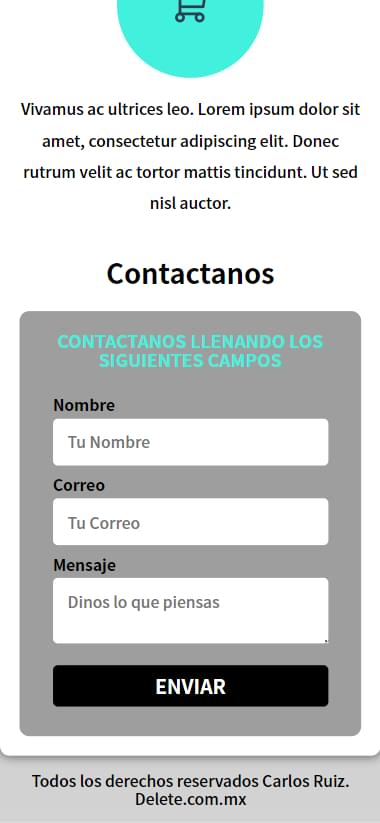 Vivamus ac ultrices leo. Lorem ipsum dolor sit
amet, consectetur adipiscing elit. Donec
rutrum velit ac tortor mattis tincidunt. Ut sed
nisl auctor.
Contactanos
CONTACTANOS LLENANDO LOS
SIGUIENTES CAMPOS
Nombre
Tu Nombre
Correo
Tu Correo
Mensaje
Dinos lo que piensas
ENVIAR
Todos los derechos reservados Carlos Ruiz.
Delete.com.mx